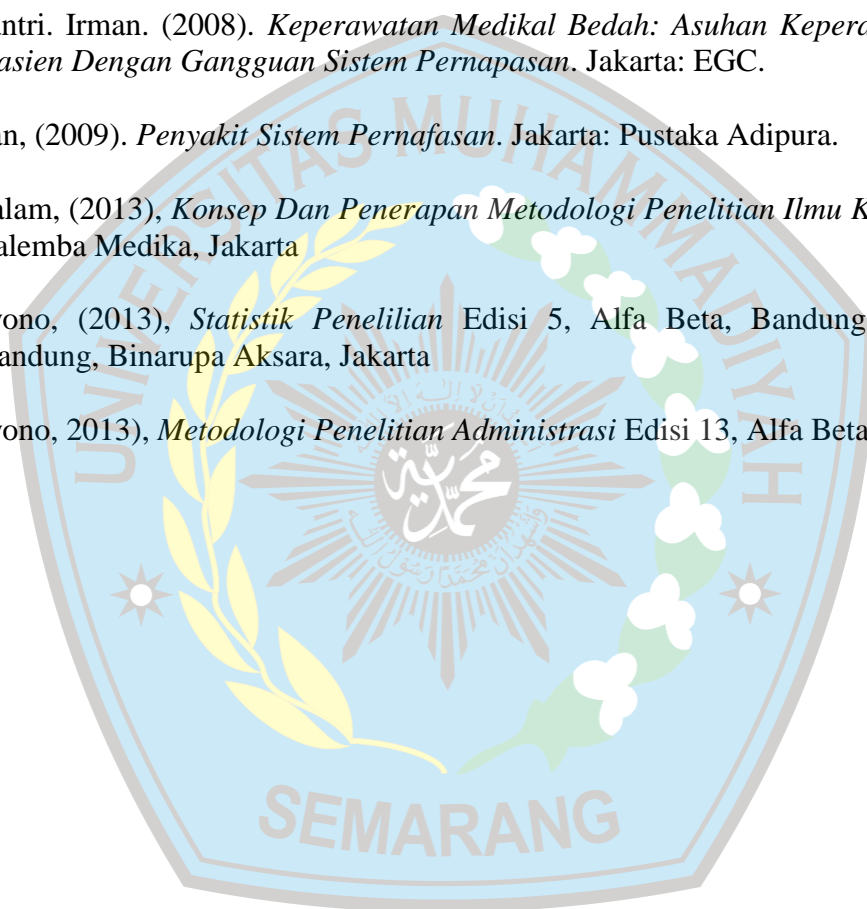 antri. Irman. (2008). Keperawatan Medikal Bedah: Asuhan Kepera
asien Dengan Gangguan Sistem Pernapasan. Jakarta: EGC.
an, (2009). Penyakit Sistem Pernafasan. Jakarta: Pustaka Adipura.
alam, (2013), Konsep Dan Penerapan Metodologi Penelitian Ilmu K
alemba Medika, Jakarta
yono, (2013), Statistik Penelilian Edisi 5, Alfa Beta, Bandung
andung, Binarupa Aksara, Jakarta
yono, 2013), Metodologi Penelitian Administrasi Edisi 13, Alfa Beta
UNIVERSITAS MUHAMMADIYAH
محمدية
SEMARANG